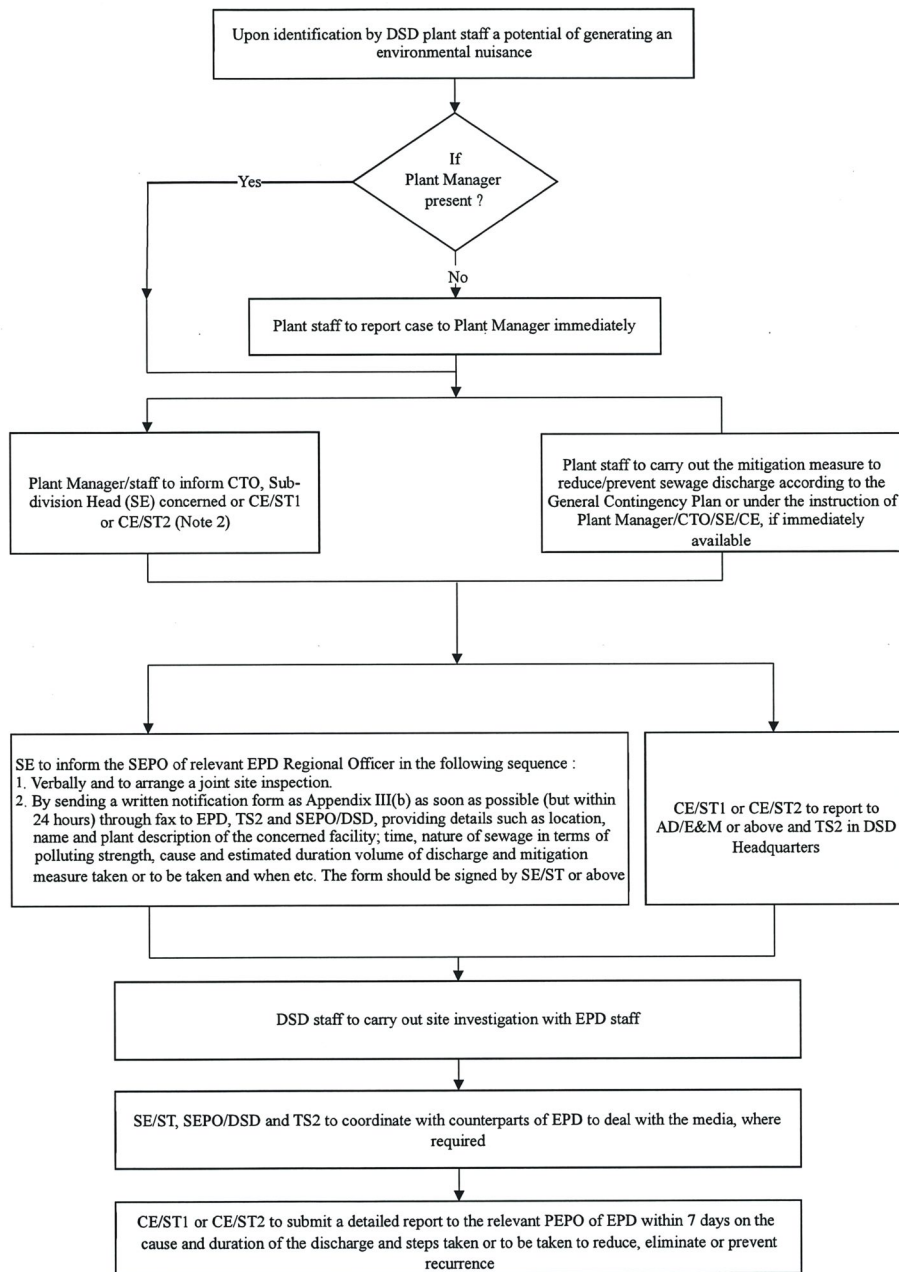 Upon identification by DSD plant staff a potential of generating an
environmental nuisance
If
Plant Manager
present ?
Yes
No
Plant staff to report case to Plant Manager immediately
Plant Manager/staff to inform CTO, Sub-
division Head (SE) concerned or CE/ST1
or CE/ST2 (Note 2)
Plant staff to carry out the mitigation measure to
reduce/prevent sewage discharge according to the
General Contingency Plan or under the instruction of
Plant Manager/CTO/SE/CE, if immediately
available
SE to inform the SEPO of relevant EPD Regional Officer in the following sequence :
1. Verbally and to arrange a joint site inspection.
2. By sending a written notification form as Appendix III(b) as soon as possible (but within
24 hours) through fax to EPD, TS2 and SEPO/DSD, providing details such as location,
name and plant description of the concerned facility; time, nature of sewage in terms of
polluting strength, cause and estimated duration volume of discharge and mitigation
measure taken or to be taken and when etc. The form should be signed by SE/ST or above
CE/ST1 or CE/ST2 to report to
AD/E&M or above and TS2 in DSD
Headquarters
DSD staff to carry out site investigation with EPD staff
SE/ST, SEPO/DSD and TS2 to coordinate with counterparts of EPD to deal with the media, where
required
CE/ST1 or CE/ST2 to submit a detailed report to the relevant PEPO of EPD within 7 days on the
cause and duration of the discharge and steps taken or to be taken to reduce, eliminate or prevent
recurrence